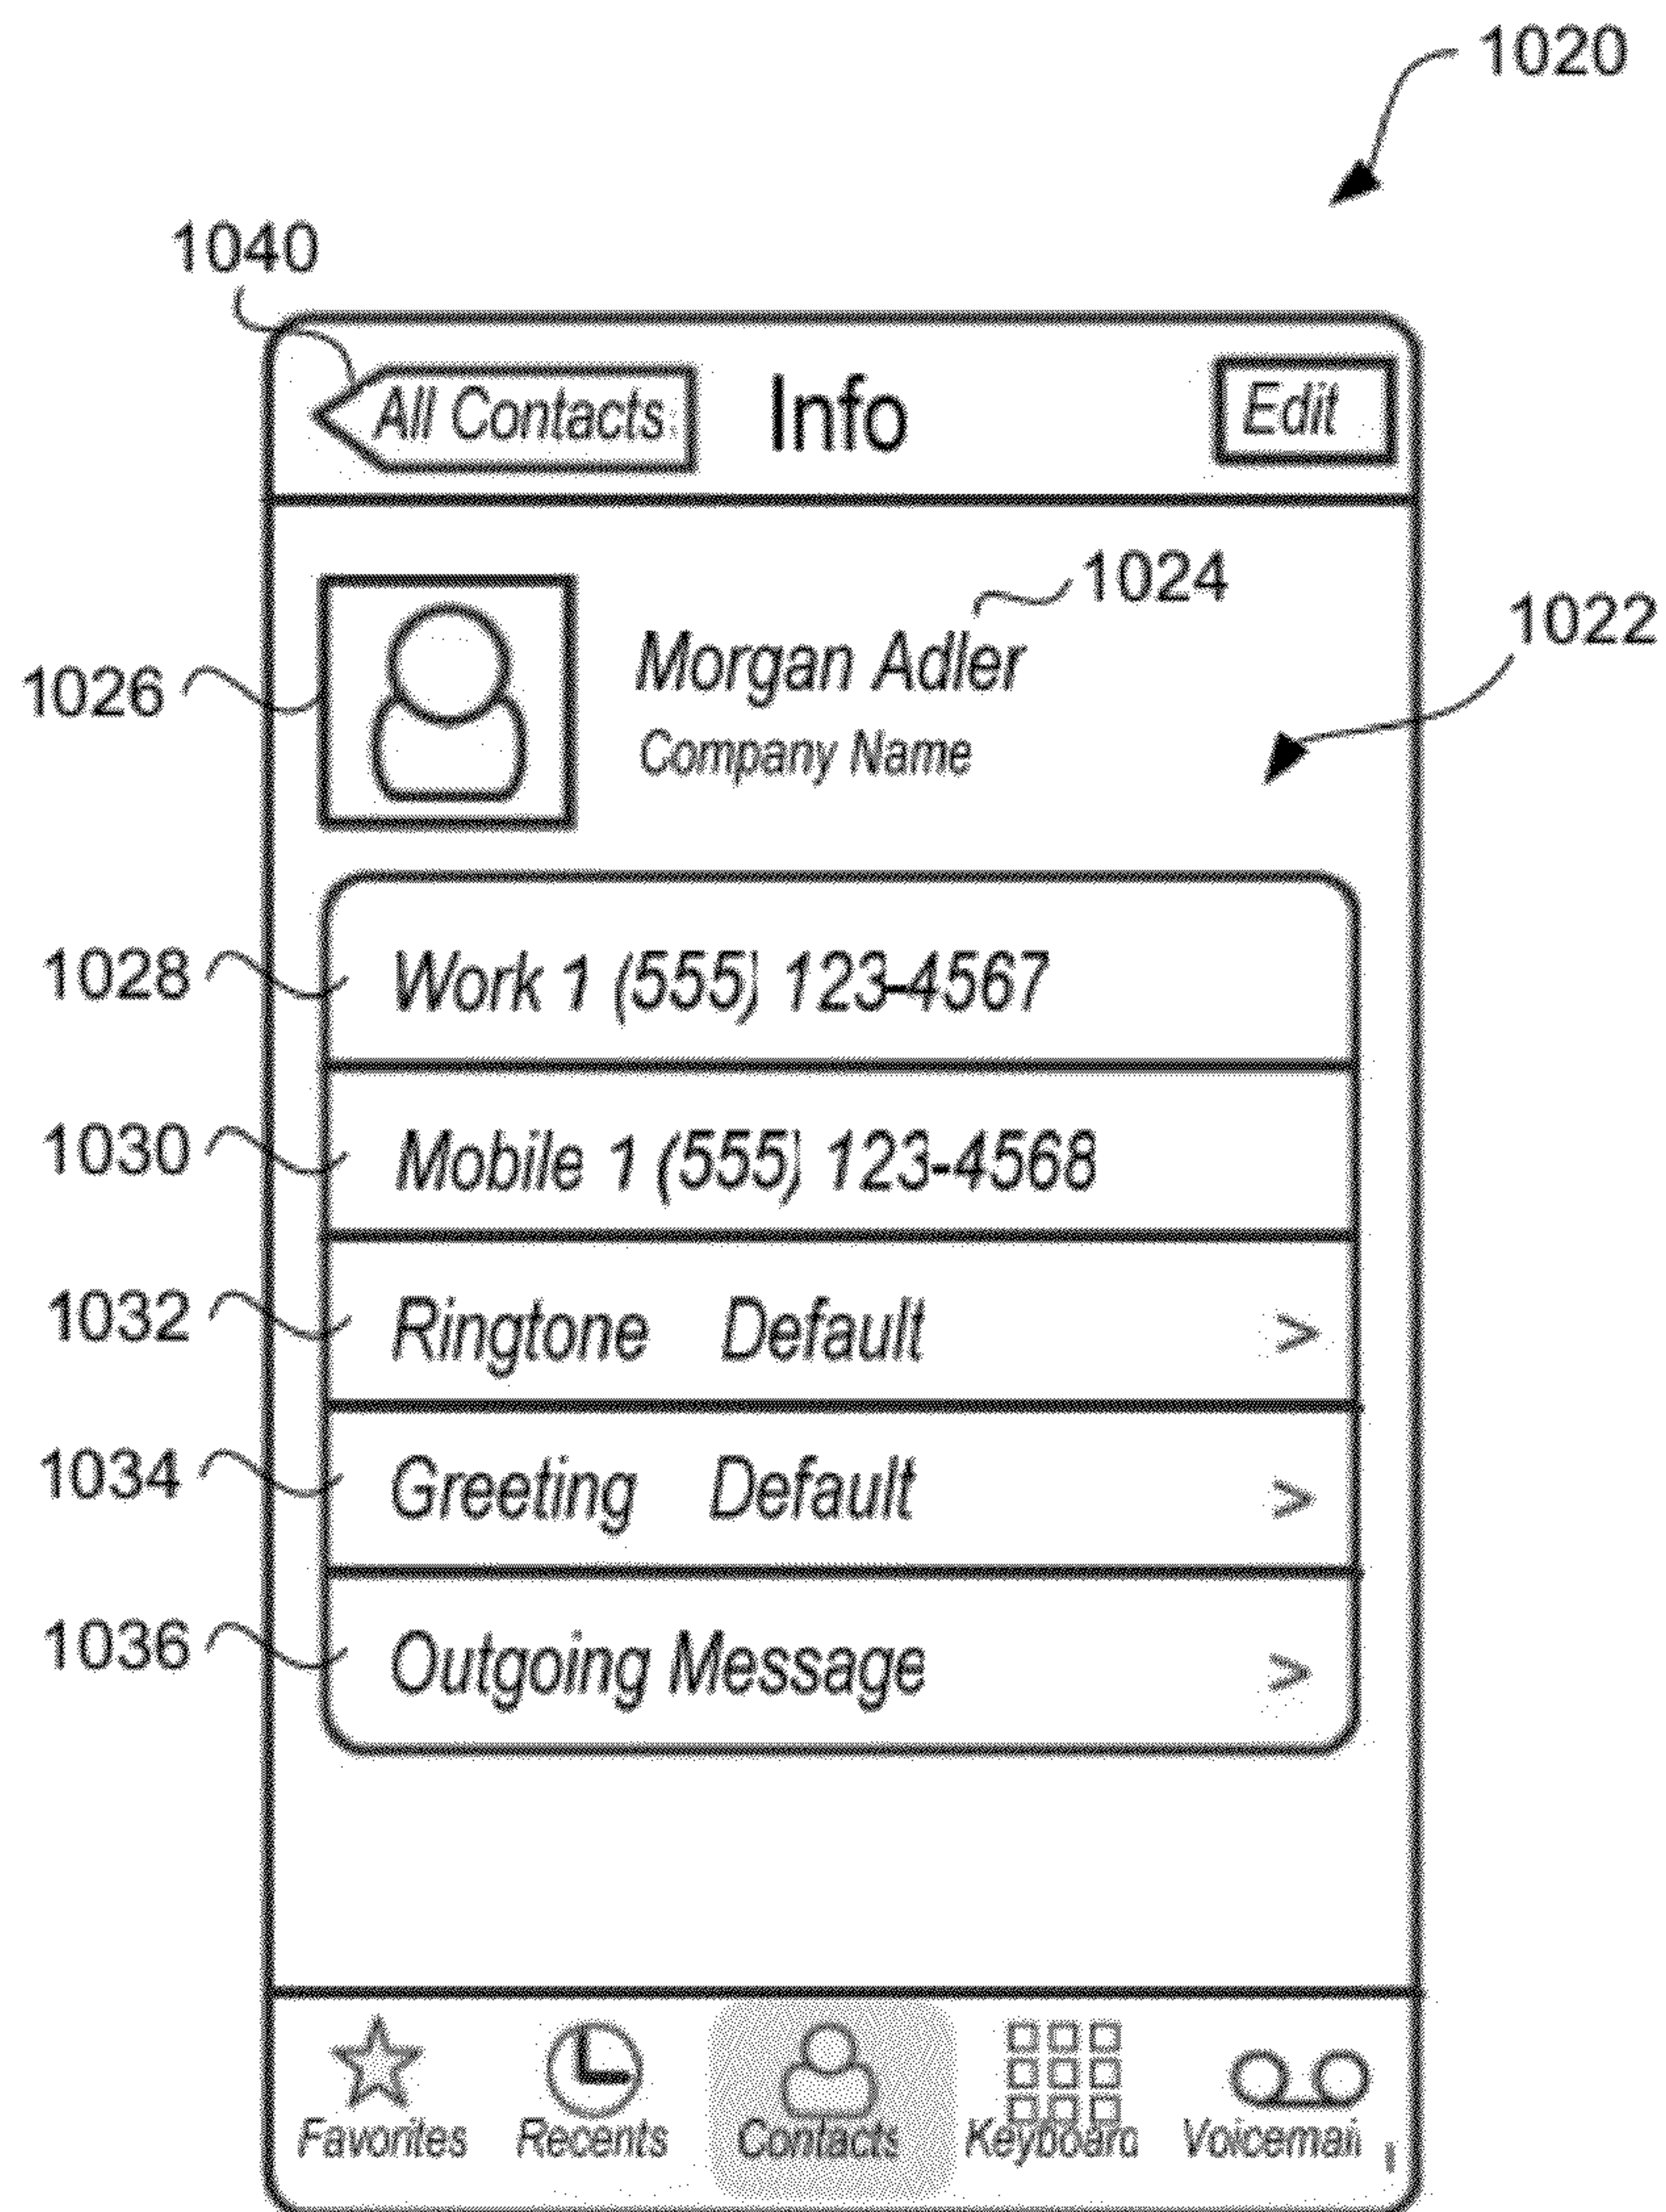 1020
1040
All Contacts Info Edit
1024
1022
1026
Morgan Adler
Company Name
1028 Work 1 (555) 123-4567
1030 Mobile 1 (555) 123-4568
1032 Ringtone Default >
1034 Greeting Default >
1036 Outgoing Message >
Favorites Recents Contacts Keyboard Voicemail